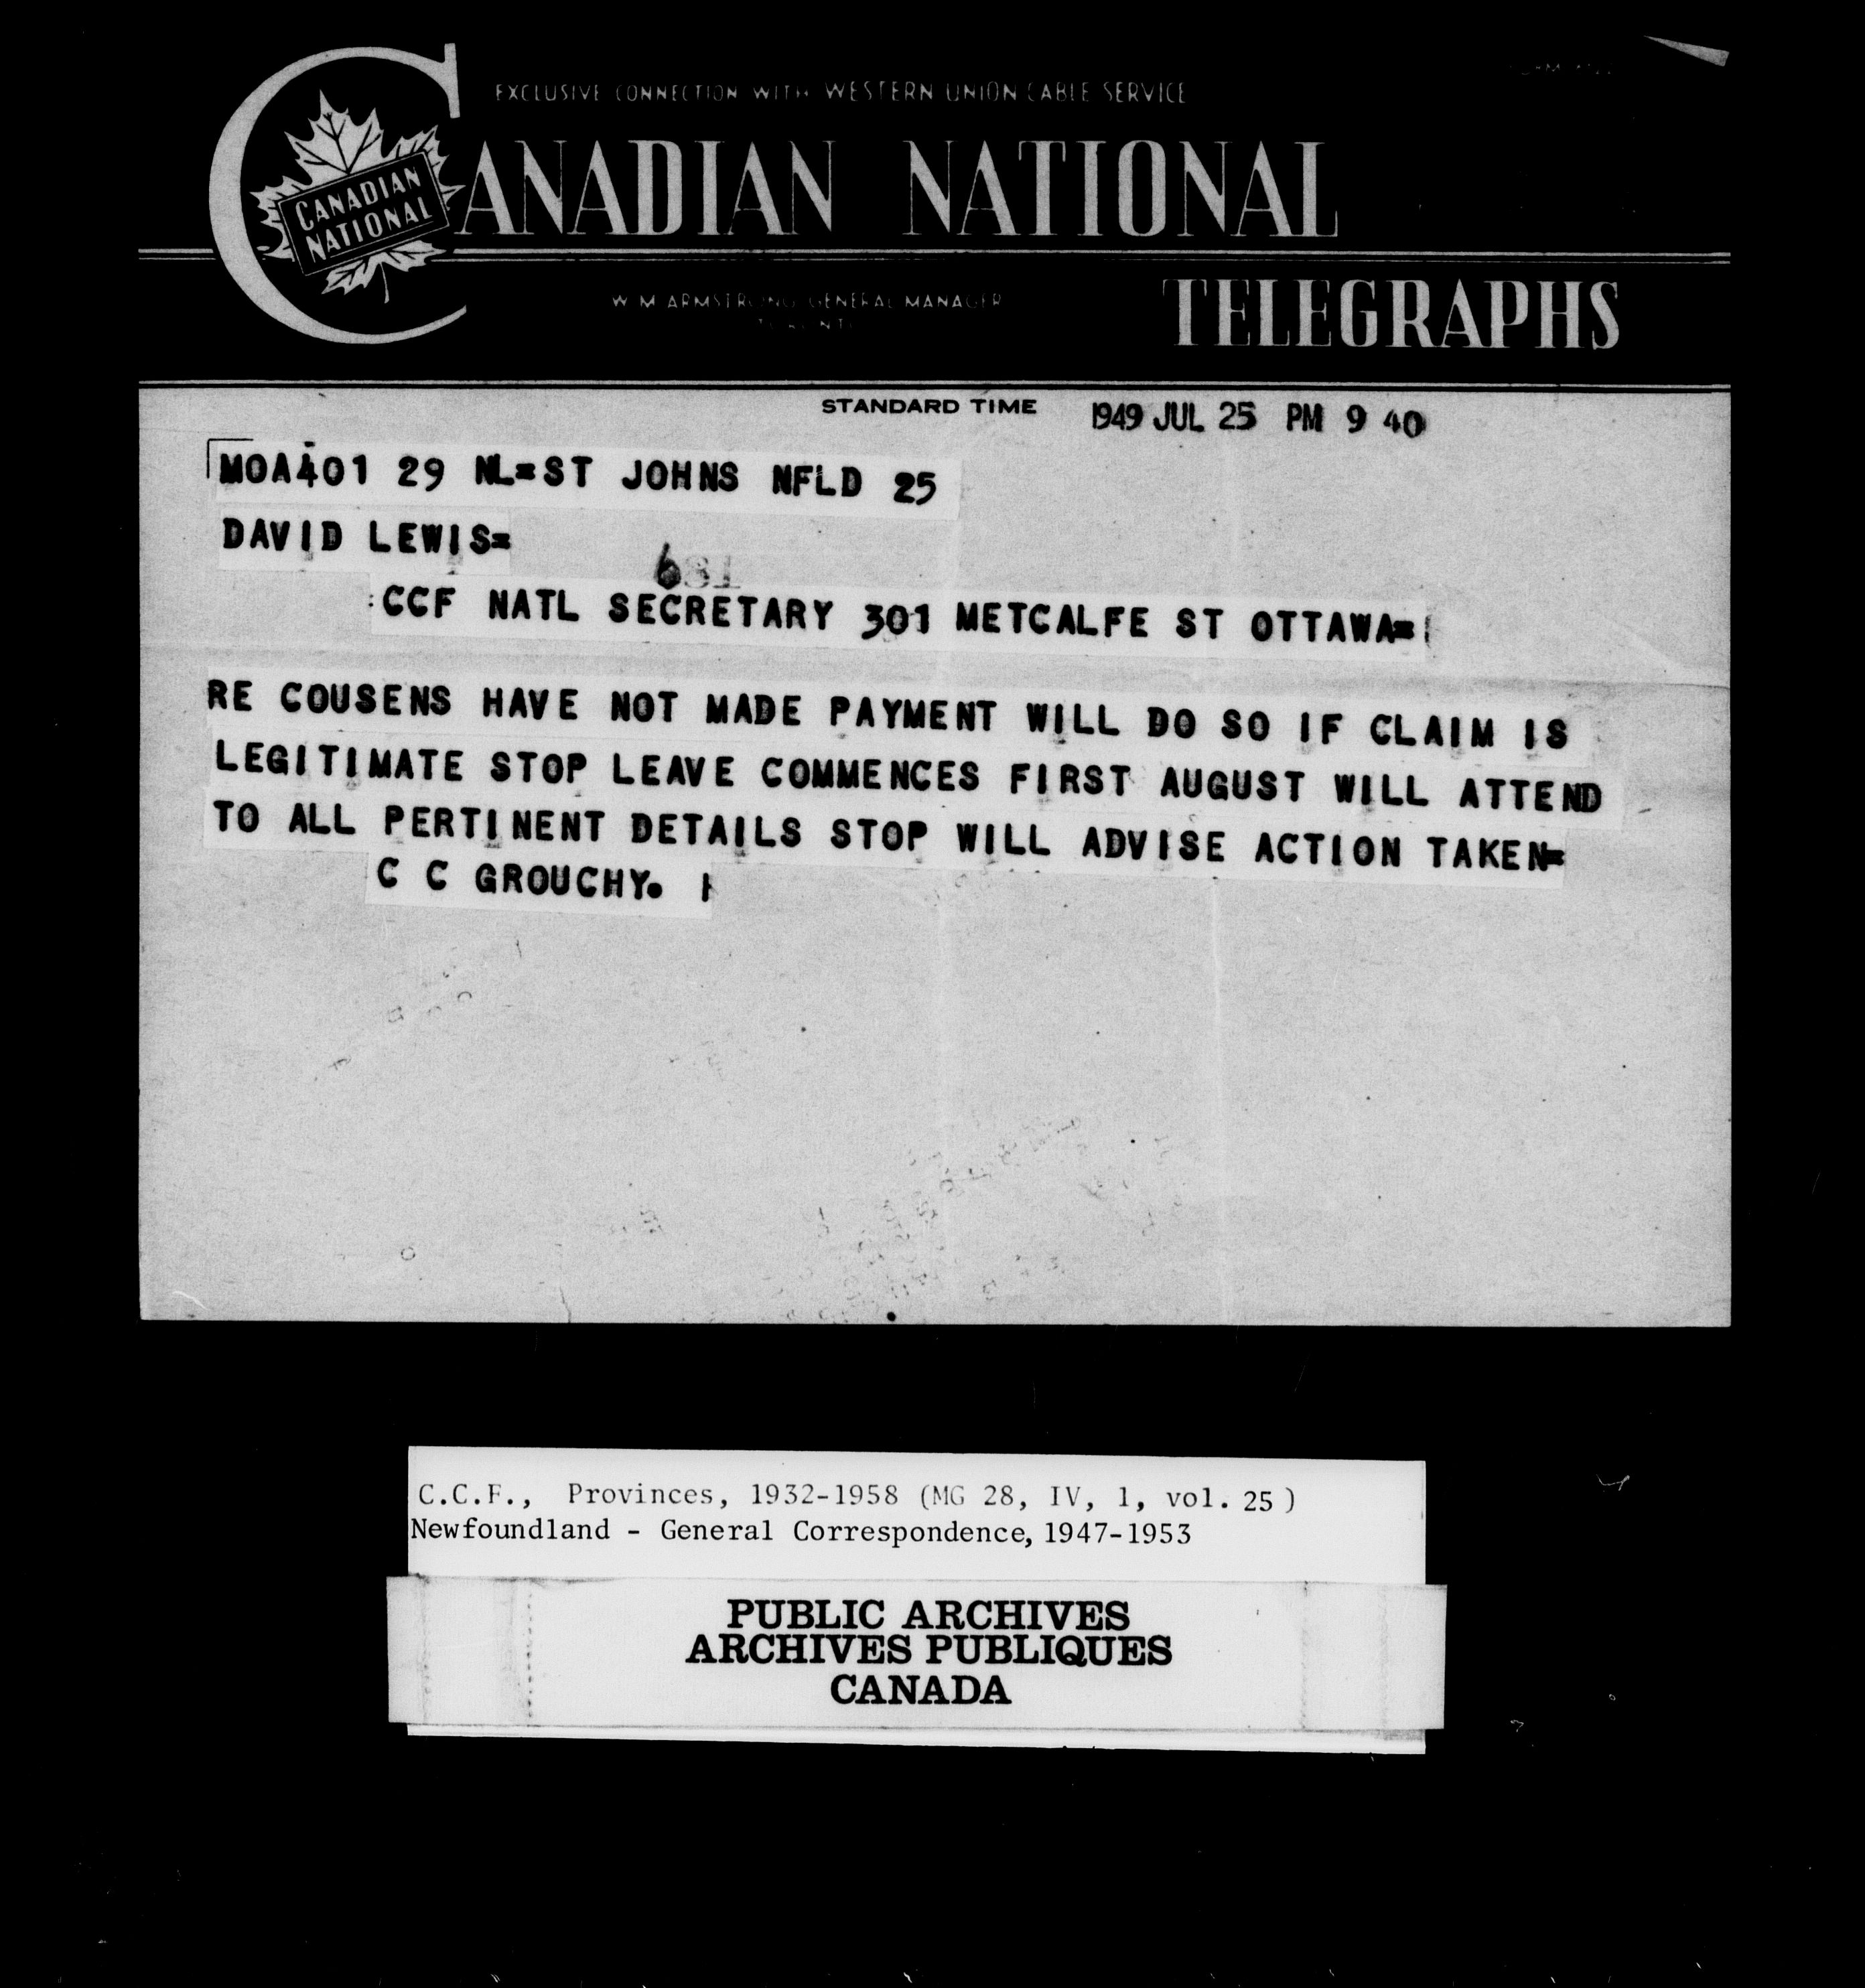 EXCLUSIVE CONNECTION WITH WESTERN UNION CABLE SERVICE
CANADIAN NATIONAL
CANADIAN
NATIONAL
TELEGRAPHS
W M ARMSTRONG GENERAL MANAGER
TORONTO
STANDARD TIME 1949 JUL 25 PM 9 40
MOA401 29 NL=ST JOHNS NFLD 25
DAVID LEWIS=
681
:CCF NATL SECRETARY 301 METCALFE ST OTTAWA=
RE COUSENS HAVE NOT MADE PAYMENT WILL DO SO IF CLAIM IS
LEGITIMATE STOP LEAVE COMMENCES FIRST AUGUST WILL ATTEND
TO ALL PERTINENT DETAILS STOP WILL ADVISE ACTION TAKEN=
C C GROUCHY.
C.C.F., Provinces, 1932-1958 (MG 28, IV, 1, vol. 25)
Newfoundland - General Correspondence, 1947-1953
PUBLIC ARCHIVES
ARCHIVES PUBLIQUES
CANADA